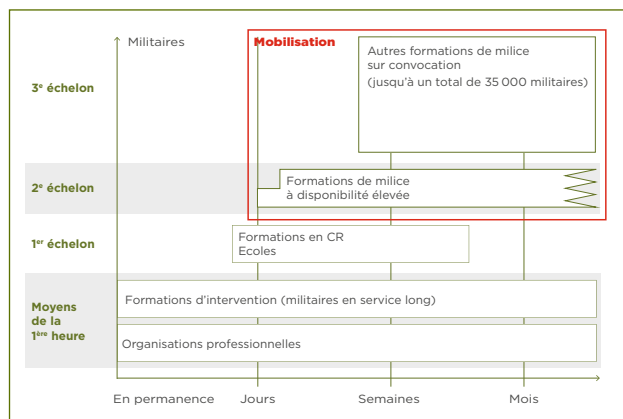 Militaires
Mobilisation
3e échelon
Autres formations de milice
sur convocation
(jusqu'à un total de 35 000 militaires)
2e échelon
Formations de milice
à disponibilité élevée
1er échelon
Formations en CR
Ecoles
Moyens
de la
1ère heure
Formations d'intervention (militaires en service long)
Organisations professionnelles
En permanence
Jours
Semaines
Mois